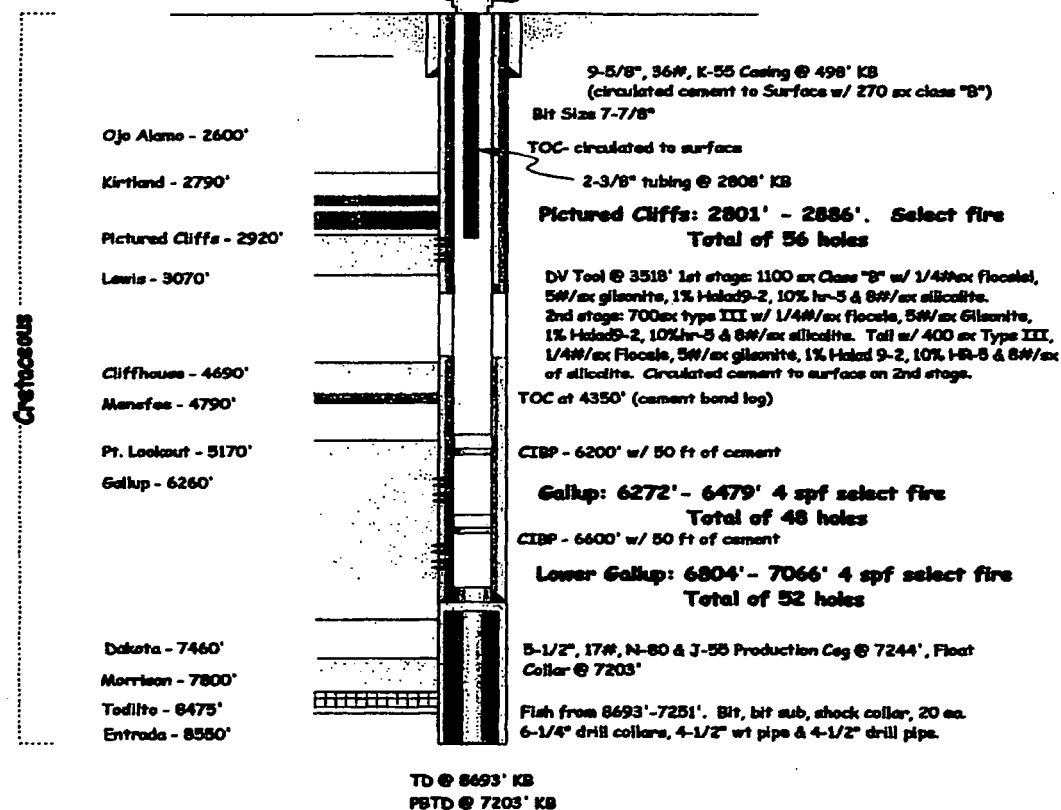 9-5/8", 36#, K-55 Casing @ 498' KB
(circulated cement to Surface w/ 270 sx class "B")
Bit Size 7-7/8"
Ojo Alamo - 2600'
TOC- circulated to surface
Kirtland - 2790'
2-3/8" tubing @ 2808' KB
Pictured Cliffs: 2801' - 2886'. Select fire
Total of 56 holes
Pictured Cliffs - 2920'
Lewis - 3070'
DV Tool @ 3518' 1st stage: 1100 sx Class "B" w/ 1/4##sx flocelel,
5#/sx gilsonite, 1% Halad9-2, 10% hr-5 & 8#/sx silicalite.
2nd stage: 700sx type III w/ 1/4#/sx flocele, 5#/sx Gilsonite,
1% Halad9-2, 10%hr-5 & 8#/sx silicalite. Tail w/ 400 sx Type III,
1/4#/sx Flocele, 5#/sx gilsonite, 1% Halad 9-2, 10% HR-5 & 8#/sx
of silicalite. Circulated cement to surface on 2nd stage.
Cretaceous
Cliffhouse - 4690'
Menefee - 4790'
TOC at 4350' (cement bond log)
Pt. Lookout - 5170'
CIBP - 6200' w/ 50 ft of cement
Gallup - 6260'
Gallup: 6272'- 6479' 4 spf select fire
Total of 48 holes
CIBP - 6600' w/ 50 ft of cement
Lower Gallup: 6804'- 7066' 4 spf select fire
Total of 52 holes
Dakota - 7460'
5-1/2", 17#, N-80 & J-55 Production Csg @ 7244', Float
Collar @ 7203'
Morrison - 7800'
Todilto - 8475'
Fish from 8693'-7251'. Bit, bit sub, shock collar, 20 ea.
6-1/4" drill collars, 4-1/2" wt pipe & 4-1/2" drill pipe.
Entrada - 8550'
TD @ 8693' KB
PBTD @ 7203' KB